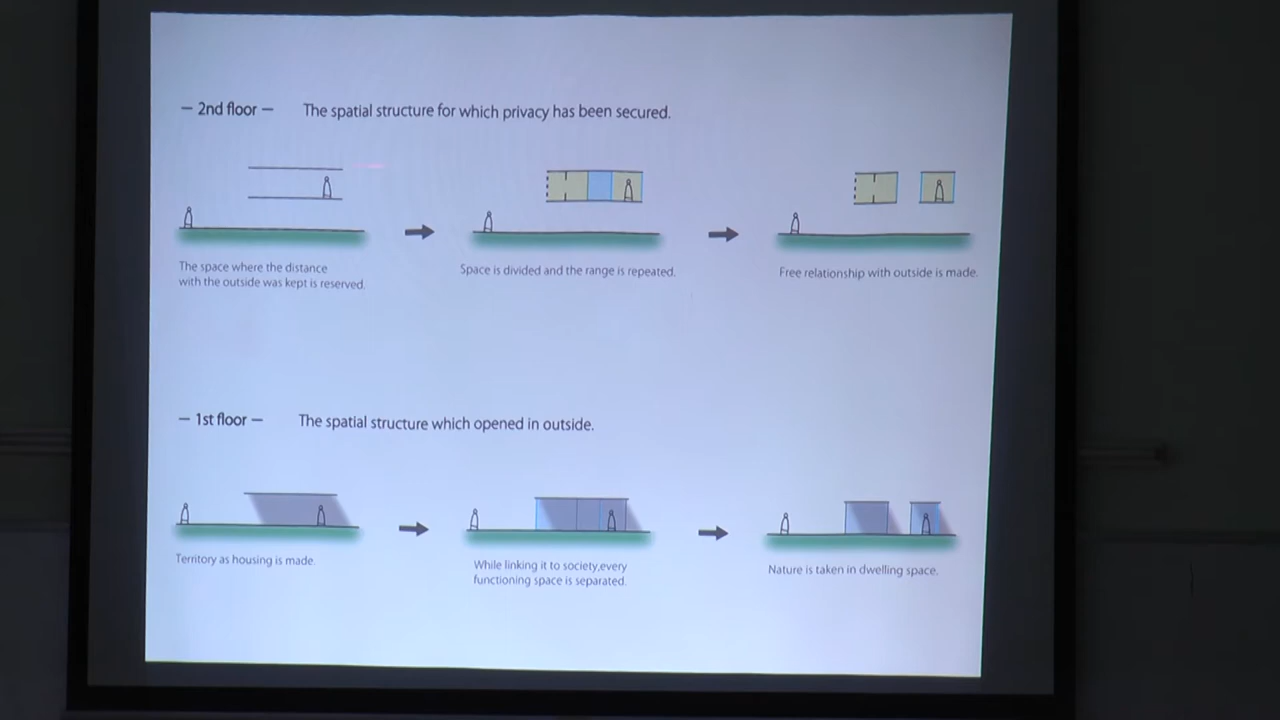 — 2nd floor — The spatial structure for which privacy has been secured.
The space where the distance
with the outside was kept is reserved.
Space is divided and the range is repeated.
Free relationship with outside is made.
— 1st floor — The spatial structure which opened in outside.
Territory as housing is made.
While linking it to society,every
functioning space is separated.
Nature is taken in dwelling space.